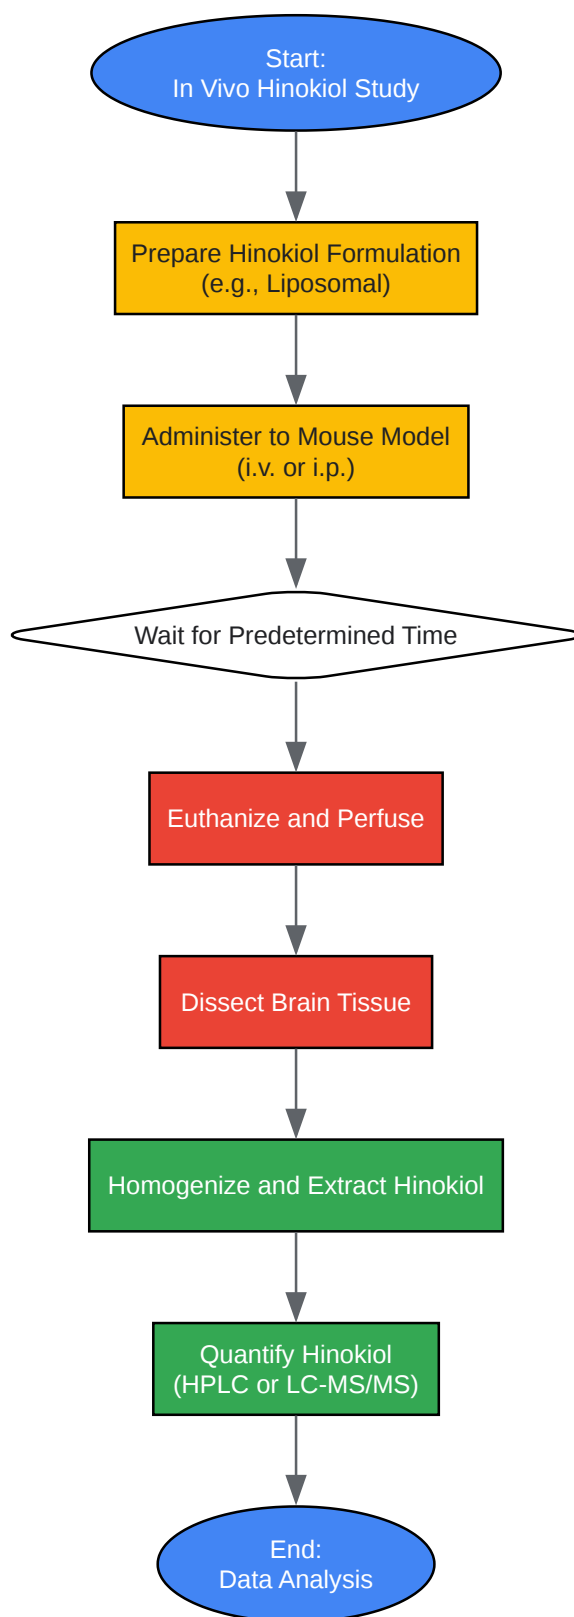 Start:
In Vivo Hinokiol Study
Prepare Hinokiol Formulation
(e.g., Liposomal)
Administer to Mouse Model
(i.v. or i.p.)
Wait for Predetermined Time
Euthanize and Perfuse
Dissect Brain Tissue
Homogenize and Extract Hinokiol
Quantify Hinokiol
(HPLC or LC-MS/MS)
End:
Data Analysis